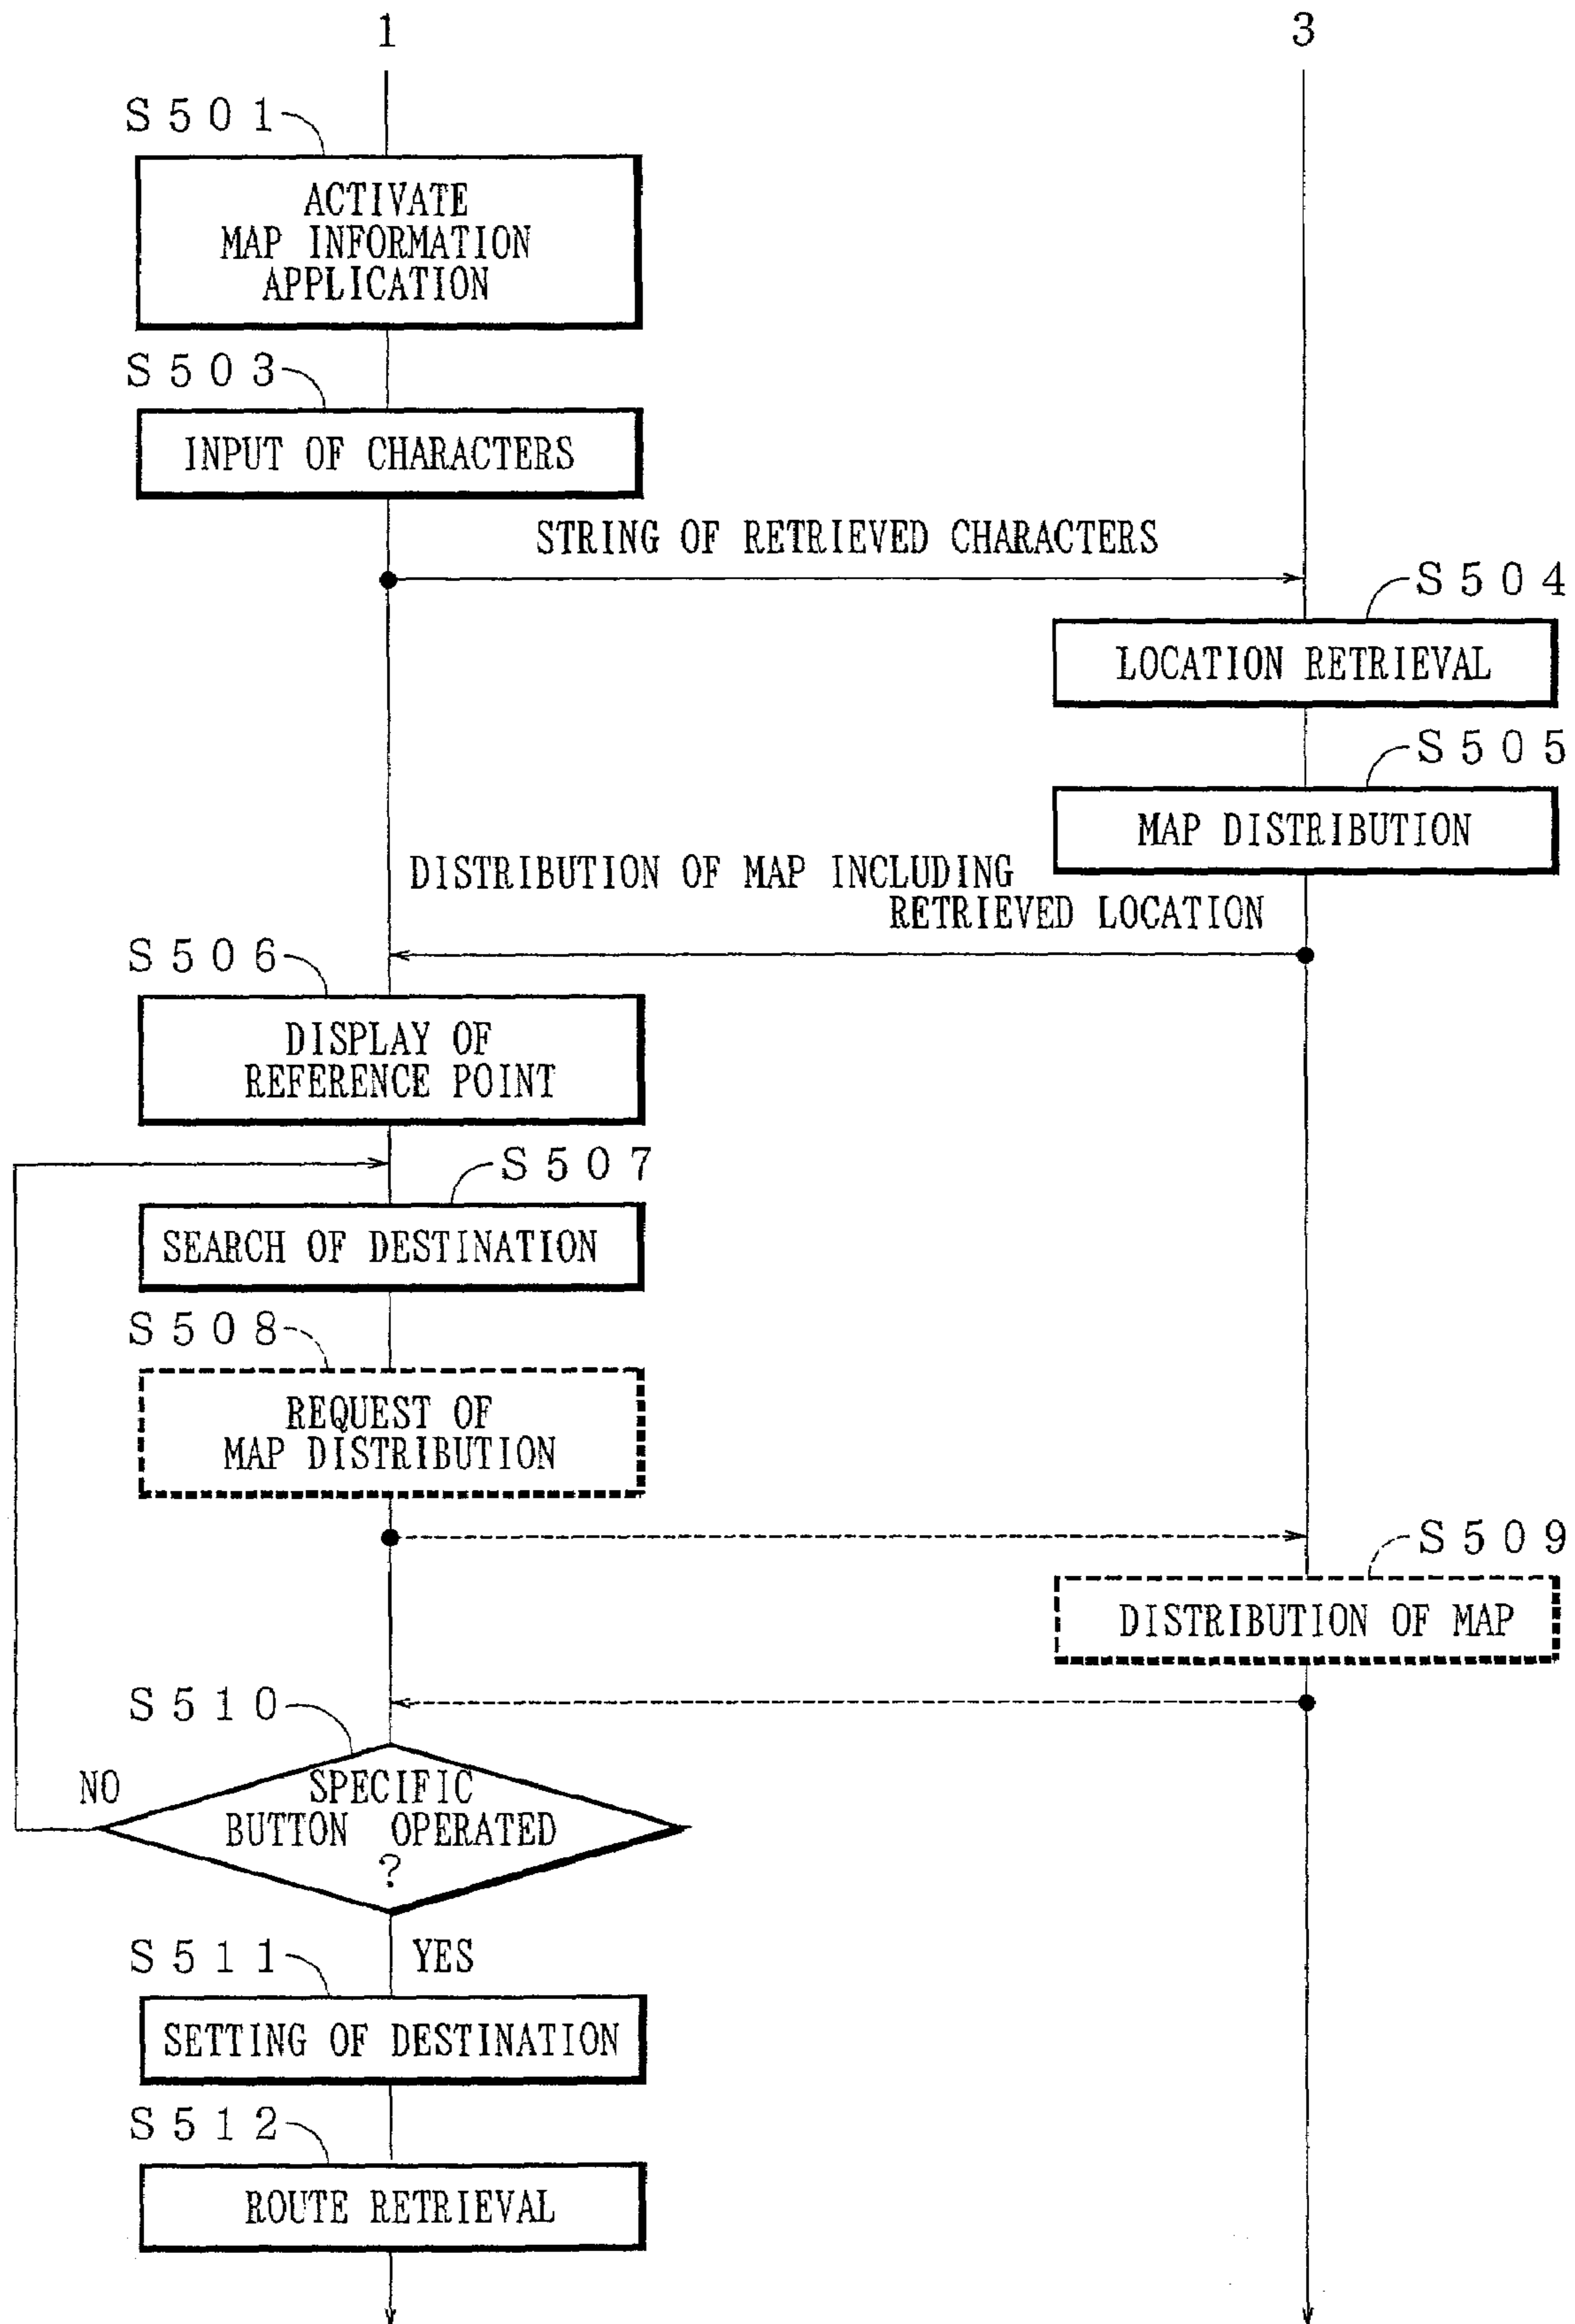 1
3
S501
ACTIVATE
MAP INFORMATION
APPLICATION
S503
INPUT OF CHARACTERS
STRING OF RETRIEVED CHARACTERS
S504
LOCATION RETRIEVAL
S505
MAP DISTRIBUTION
DISTRIBUTION OF MAP INCLUDING
RETRIEVED LOCATION
S506
DISPLAY OF
REFERENCE POINT
S507
SEARCH OF DESTINATION
S508
REQUEST OF
MAP DISTRIBUTION
S509
DISTRIBUTION OF MAP
S510
NO
SPECIFIC
BUTTON OPERATED
?
YES
S511
SETTING OF DESTINATION
S512
ROUTE RETRIEVAL